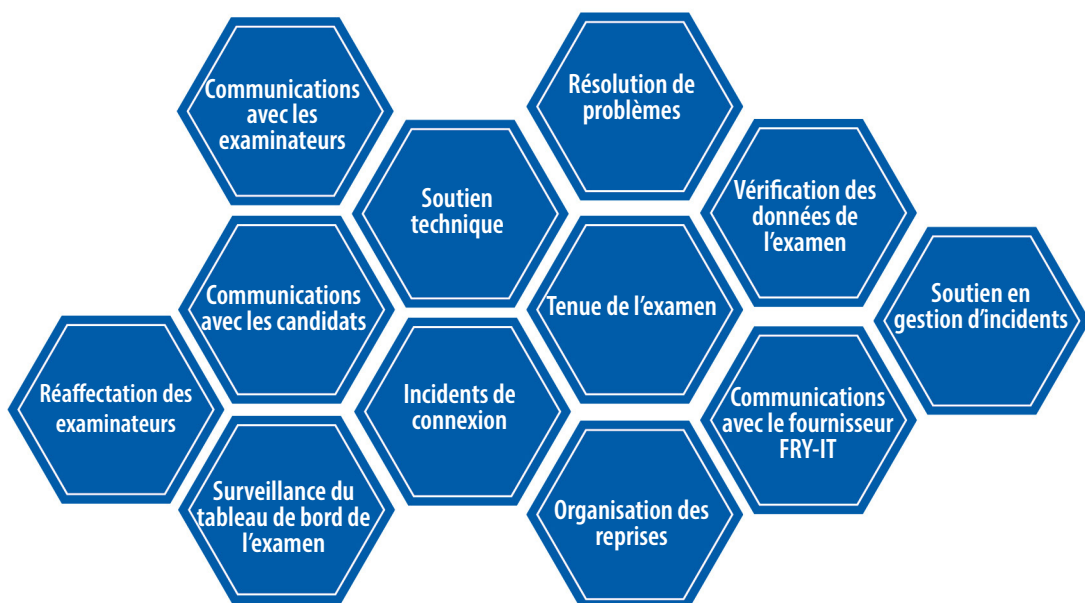 Communications
avec les
examinateurs
Résolution de
problèmes
Soutien
technique
Vérification des
données de
l’examen
Communications
avec les candidats
Tenue de l’examen
Soutien en
gestion d’incidents
Réaffectation des
examinateurs
Incidents de
connexion
Communications
avec le fournisseur
FRY-IT
Surveillance du
tableau de bord de
l’examen
Organisation des
reprises